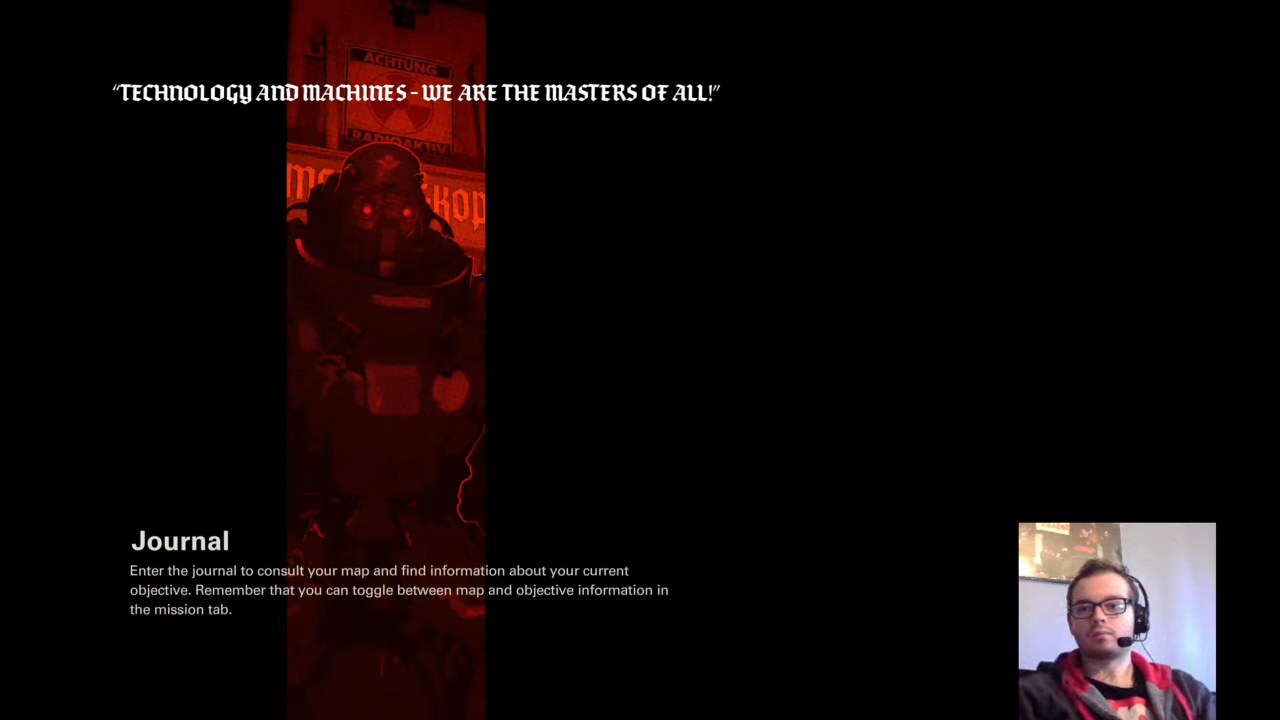 ACHTUNG
"TECHNOLOGY AND MACHINES - WE ARE THE MASTERS OF ALL!"
RADIOAKTIV
Journal
Enter the journal to consult your map and find information about your current
objective. Remember that you can toggle between map and objective information in
the mission tab.